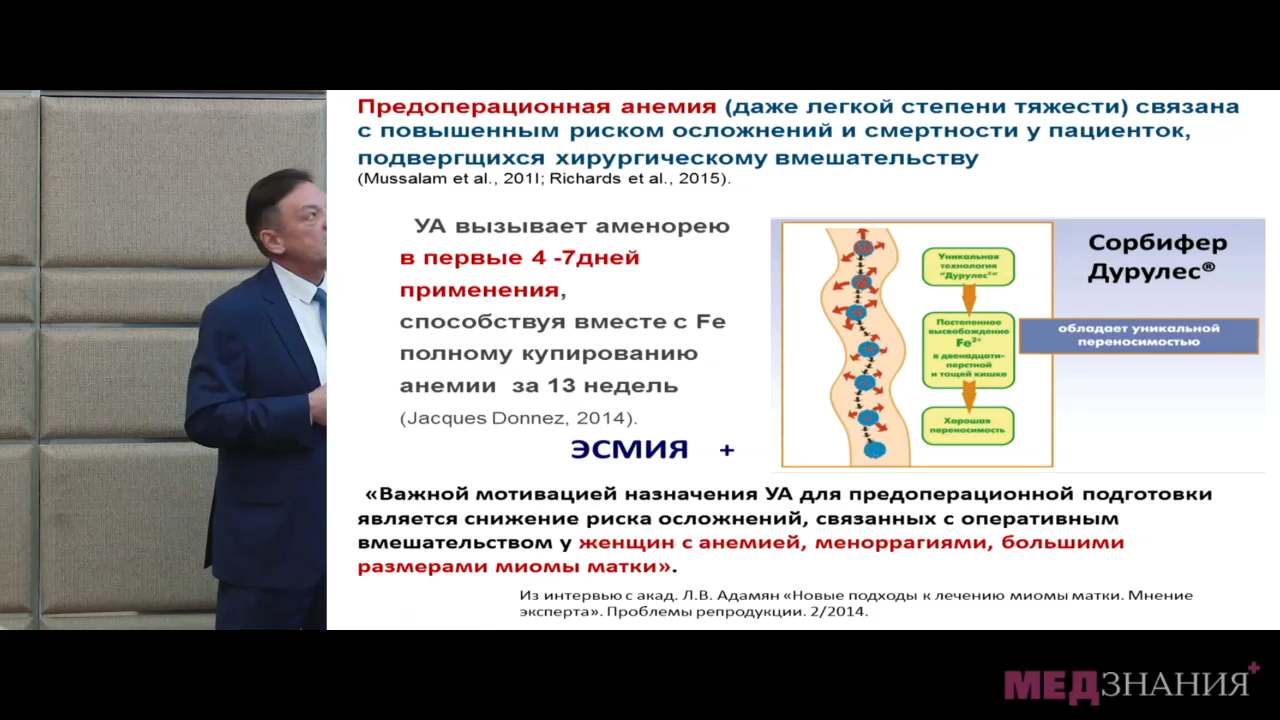 Предоперационная анемия (даже легкой степени тяжести) связана
с повышенным риском осложнений и смертности у пациенток,
подвергщихся хирургическому вмешательству
(Mussalam et al., 201l; Richards et al., 2015).
УА вызывает аменорею
в первые 4 -7дней
применения,
способствуя вместе с Fe
полному купированию
анемии за 13 недель
(Jacques Donnez, 2014).
ЭСМИЯ +
Уникальная
технология
"Дурулес®"
Постепенное
высвобождение
Fe²⁺
в двенадцати-
перстной
и тощей кишке
Хорошая
переносимость
Сорбифер
Дурулес®
обладает уникальной
переносимостью
«Важной мотивацией назначения УА для предоперационной подготовки
является снижение риска осложнений, связанных с оперативным
вмешательством у женщин с анемией, меноррагиями, большими
размерами миомы матки».
Из интервью с акад. Л.В. Адамян «Новые подходы к лечению миомы матки. Мнение
эксперта». Проблемы репродукции. 2/2014.
МЕДЗНАНИЯ+